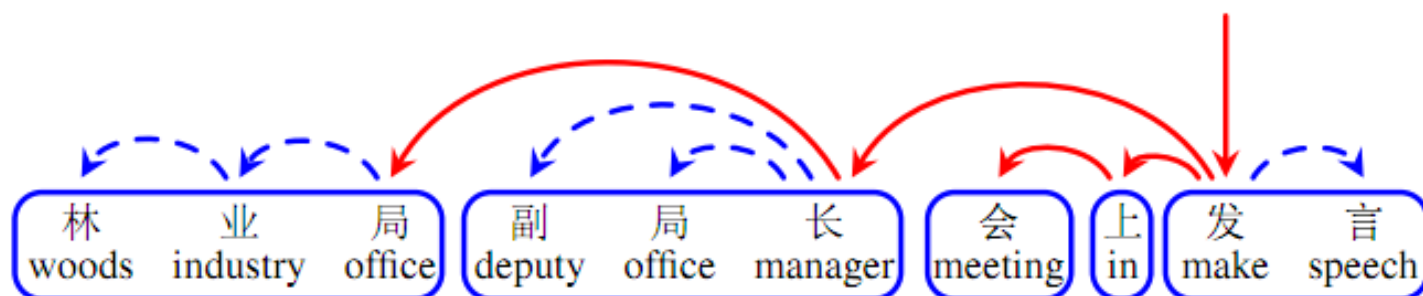 林 业 局 副 局 长 会 上 发 言
woods industry office deputy office manager meeting in make speech